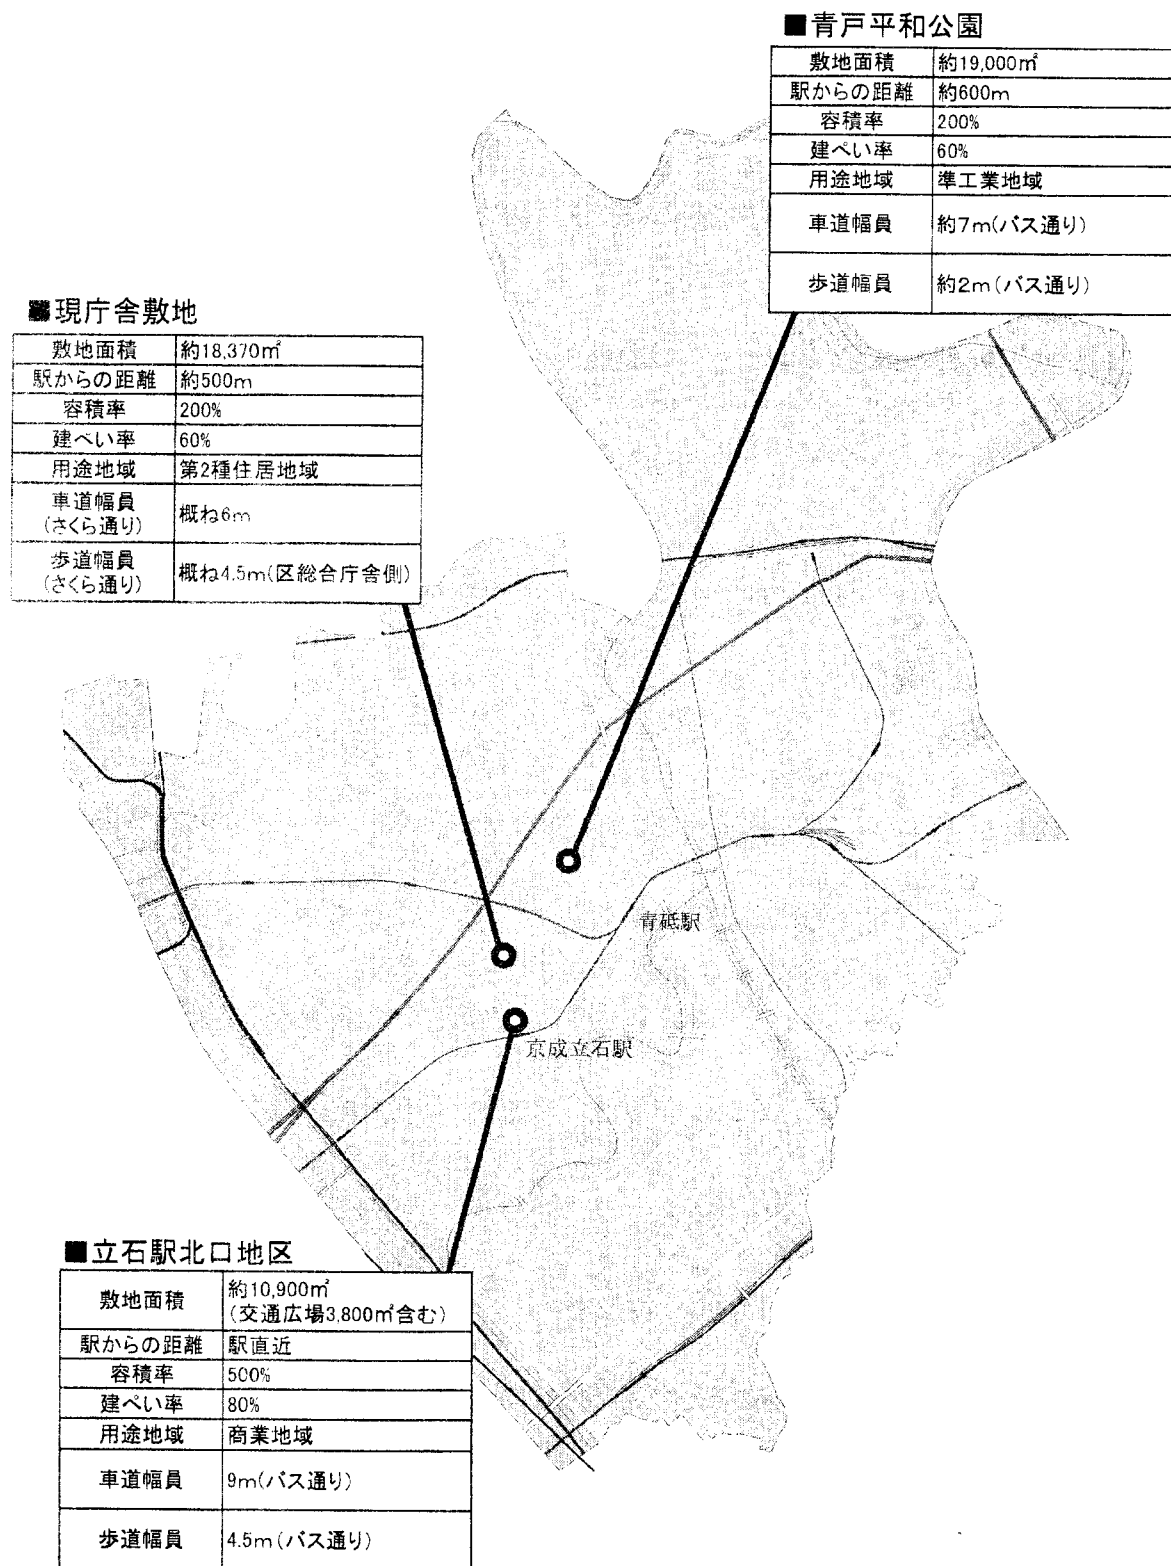 ■青戸平和公園
敷地面積 約19,000㎡
駅からの距離 約600m
容積率 200%
建ぺい率 60%
用途地域 準工業地域
車道幅員 約7m(バス通り)
歩道幅員 約2m(バス通り)
■現庁舎敷地
敷地面積 約18,370㎡
駅からの距離 約500m
容積率 200%
建ぺい率 60%
用途地域 第2種住居地域
車道幅員
(さくら通り)
概ね6m
歩道幅員
(さくら通り)
概ね4.5m(区総合庁舎側)
青砥駅
京成立石駅
■立石駅北口地区
敷地面積
約10,900㎡
(交通広場3,800㎡含む)
駅からの距離 駅直近
容積率 500%
建ぺい率 80%
用途地域 商業地域
車道幅員 9m(バス通り)
歩道幅員 4.5m(バス通り)